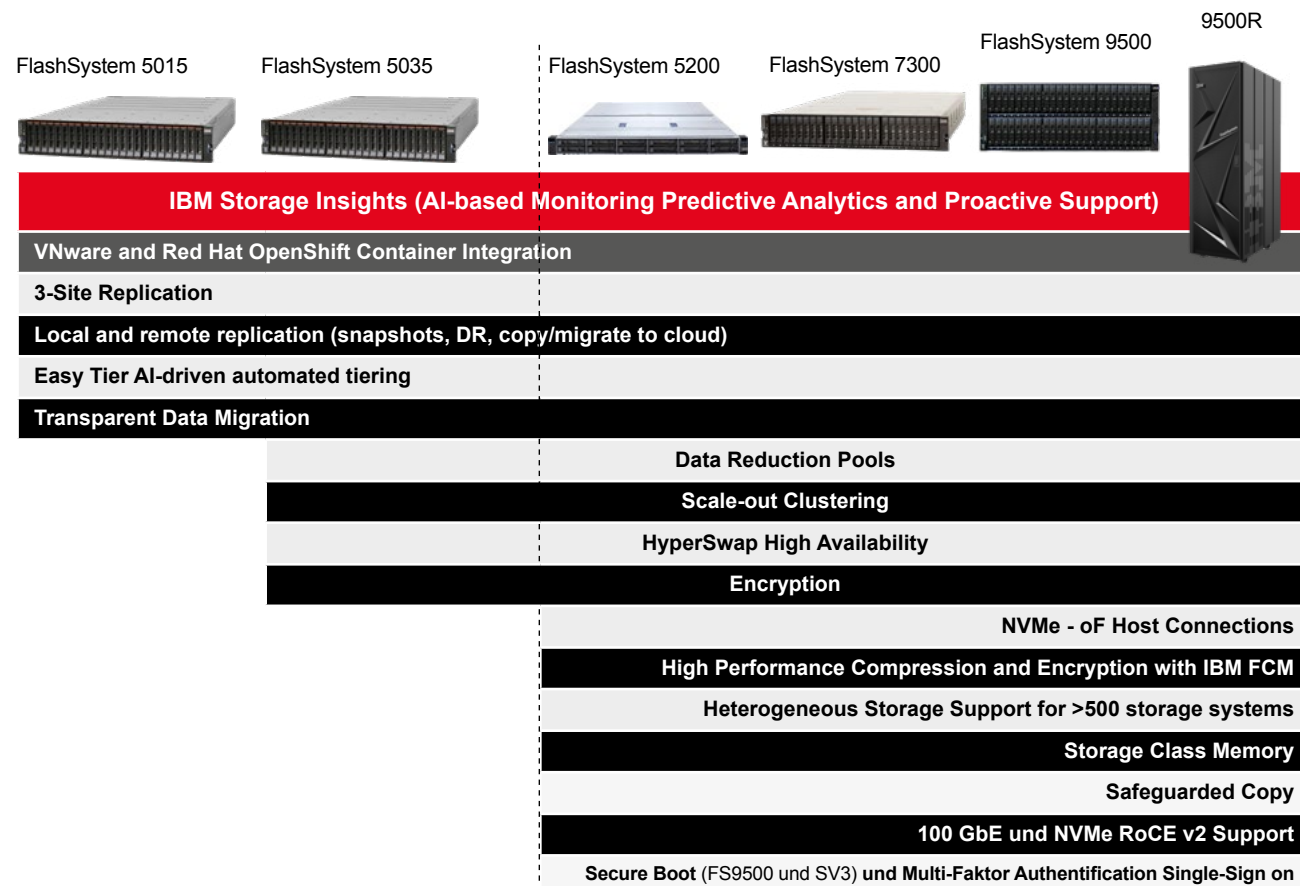 9500R
FlashSystem 9500
FlashSystem 5015
FlashSystem 5035
FlashSystem 5200
FlashSystem 7300
IBM Storage Insights (AI-based Monitoring Predictive Analytics and Proactive Support)
VNware and Red Hat OpenShift Container Integration
3-Site Replication
Local and remote replication (snapshots, DR, copy/migrate to cloud)
Easy Tier AI-driven automated tiering
Transparent Data Migration
Data Reduction Pools
Scale-out Clustering
HyperSwap High Availability
Encryption
NVMe - oF Host Connections
High Performance Compression and Encryption with IBM FCM
Heterogeneous Storage Support for >500 storage systems
Storage Class Memory
Safeguarded Copy
100 GbE und NVMe RoCE v2 Support
Secure Boot (FS9500 und SV3) und Multi-Faktor Authentification Single-Sign on